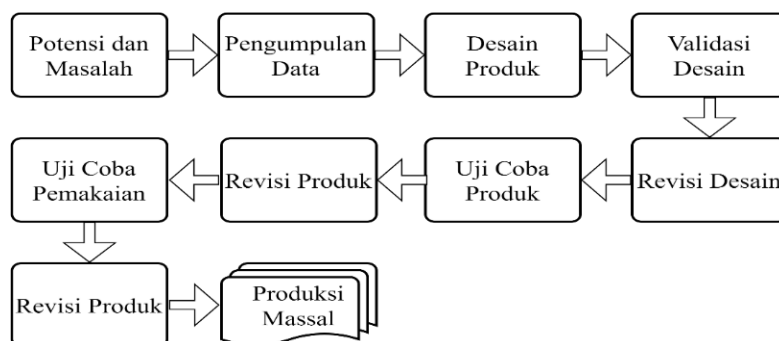 Potensi dan
Masalah
Pengumpulan
Data
Desain
Produk
Validasi
Desain
Revisi Desain
Uji Coba
Produk
Revisi Produk
Uji Coba
Pemakaian
Revisi Produk
Produksi
Massal